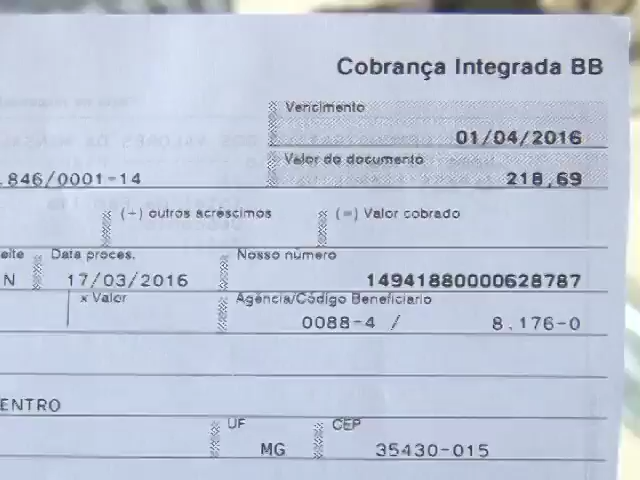 Cobrança Integrada BB
Vencimento
01/04/2016
Valor do documento
.846/0001-14 218,69
(+) outros acréscimos (=) Valor cobrado
eite Data proces. Nosso número
N 17/03/2016 14941880000628787
x Valor Agência/Código Beneficiário
0088-4 / 8.176-0
ENTRO
UF CEP
MG 35430-015